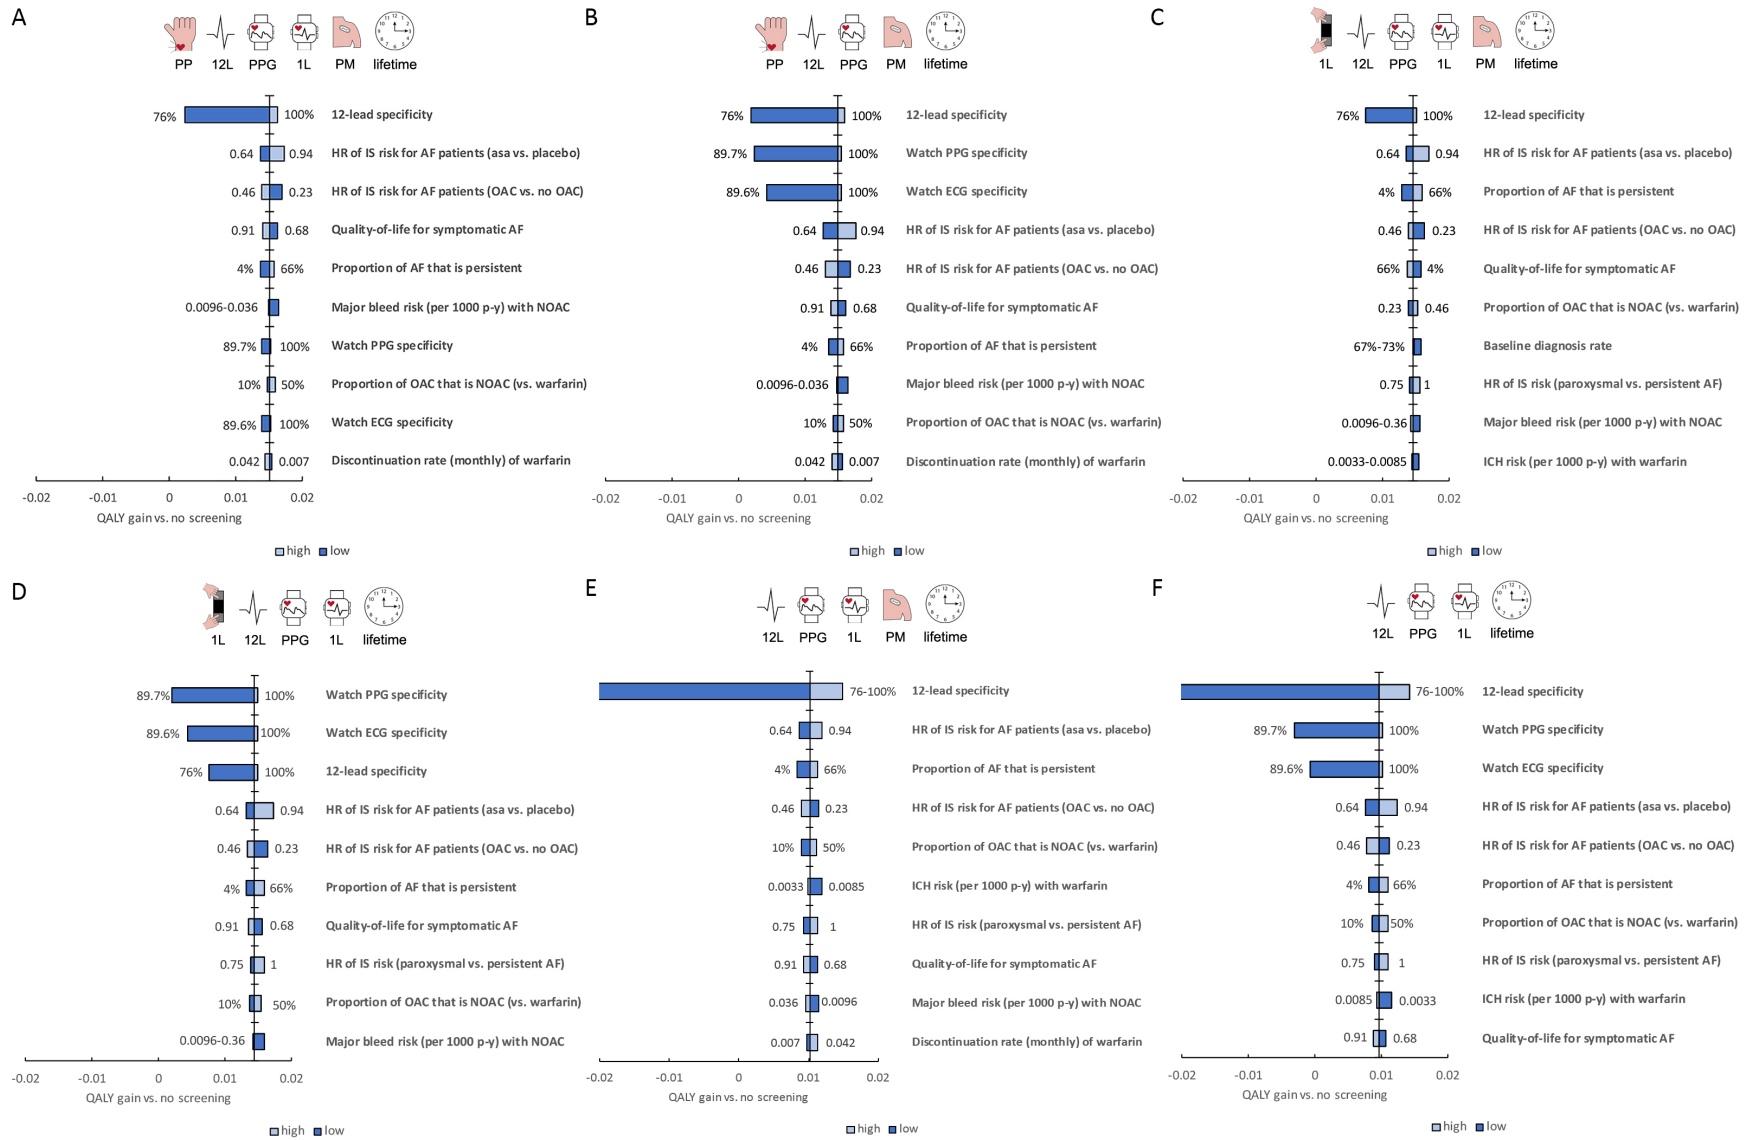 A
PP 12L PPG 1L PM lifetime
76% 100% 12-lead specificity
0.64 0.94 HR of IS risk for AF patients (asa vs. placebo)
0.46 0.23 HR of IS risk for AF patients (OAC vs. no OAC)
0.91 0.68 Quality-of-life for symptomatic AF
4% 66% Proportion of AF that is persistent
0.0096-0.036 Major bleed risk (per 1000 p-y) with NOAC
89.7% 100% Watch PPG specificity
10% 50% Proportion of OAC that is NOAC (vs. warfarin)
89.6% 100% Watch ECG specificity
0.042 0.007 Discontinuation rate (monthly) of warfarin
-0.02 -0.01 0 0.01 0.02
QALY gain vs. no screening
high low
B
PP 12L PPG PM lifetime
76% 100% 12-lead specificity
89.7% 100% Watch PPG specificity
89.6% 100% Watch ECG specificity
0.64 0.94 HR of IS risk for AF patients (asa vs. placebo)
0.46 0.23 HR of IS risk for AF patients (OAC vs. no OAC)
0.91 0.68 Quality-of-life for symptomatic AF
4% 66% Proportion of AF that is persistent
0.0096-0.036 Major bleed risk (per 1000 p-y) with NOAC
10% 50% Proportion of OAC that is NOAC (vs. warfarin)
0.042 0.007 Discontinuation rate (monthly) of warfarin
-0.02 -0.01 0 0.01 0.02
QALY gain vs. no screening
high low
C
1L 12L PPG 1L PM lifetime
76% 100% 12-lead specificity
0.64 0.94 HR of IS risk for AF patients (asa vs. placebo)
4% 66% Proportion of AF that is persistent
0.46 0.23 HR of IS risk for AF patients (OAC vs. no OAC)
66% 4% Quality-of-life for symptomatic AF
0.23 0.46 Proportion of OAC that is NOAC (vs. warfarin)
67%-73% Baseline diagnosis rate
0.75 1 HR of IS risk (paroxysmal vs. persistent AF)
0.0096-0.36 Major bleed risk (per 1000 p-y) with NOAC
0.0033-0.0085 ICH risk (per 1000 p-y) with warfarin
-0.02 -0.01 0 0.01 0.02
QALY gain vs. no screening
high low
D
1L 12L PPG 1L lifetime
89.7% 100% Watch PPG specificity
89.6% 100% Watch ECG specificity
76% 100% 12-lead specificity
0.64 0.94 HR of IS risk for AF patients (asa vs. placebo)
0.46 0.23 HR of IS risk for AF patients (OAC vs. no OAC)
4% 66% Proportion of AF that is persistent
0.91 0.68 Quality-of-life for symptomatic AF
0.75 1 HR of IS risk (paroxysmal vs. persistent AF)
10% 50% Proportion of OAC that is NOAC (vs. warfarin)
0.0096-0.36 Major bleed risk (per 1000 p-y) with NOAC
-0.02 -0.01 0 0.01 0.02
QALY gain vs. no screening
high low
E
12L PPG 1L PM lifetime
76-100% 12-lead specificity
0.64 0.94 HR of IS risk for AF patients (asa vs. placebo)
4% 66% Proportion of AF that is persistent
0.46 0.23 HR of IS risk for AF patients (OAC vs. no OAC)
10% 50% Proportion of OAC that is NOAC (vs. warfarin)
0.0033 0.0085 ICH risk (per 1000 p-y) with warfarin
0.75 1 HR of IS risk (paroxysmal vs. persistent AF)
0.91 0.68 Quality-of-life for symptomatic AF
0.036 0.0096 Major bleed risk (per 1000 p-y) with NOAC
0.007 0.042 Discontinuation rate (monthly) of warfarin
-0.02 -0.01 0 0.01 0.02
QALY gain vs. no screening
high low
F
12L PPG 1L lifetime
76-100% 12-lead specificity
89.7% 100% Watch PPG specificity
89.6% 100% Watch ECG specificity
0.64 0.94 HR of IS risk for AF patients (asa vs. placebo)
0.46 0.23 HR of IS risk for AF patients (OAC vs. no OAC)
4% 66% Proportion of AF that is persistent
10% 50% Proportion of OAC that is NOAC (vs. warfarin)
0.75 1 HR of IS risk (paroxysmal vs. persistent AF)
0.0085 0.0033 ICH risk (per 1000 p-y) with warfarin
0.91 0.68 Quality-of-life for symptomatic AF
-0.02 -0.01 0 0.01 0.02
QALY gain vs. no screening
high low